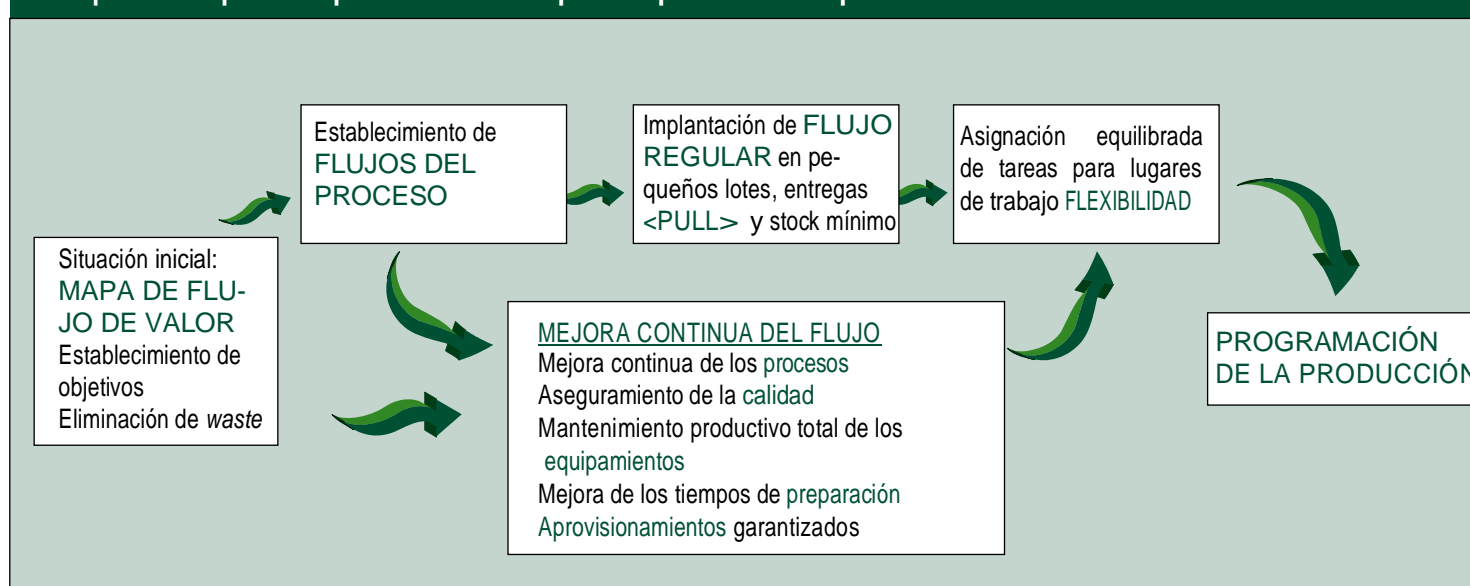 Situación inicial:
MAPA DE FLU-
JO DE VALOR
Establecimiento de
objetivos
Eliminación de waste
Establecimiento de
FLUJOS DEL
PROCESO
Implantación de FLUJO
REGULAR en pe-
queños lotes, entregas
<PULL> y stock mínimo
Asignación equilibrada
de tareas para lugares
de trabajo FLEXIBILIDAD
MEJORA CONTINUA DEL FLUJO
Mejora continua de los procesos
Aseguramiento de la calidad
Mantenimiento productivo total de los
equipamientos
Mejora de los tiempos de preparación
Aprovisionamientos garantizados
PROGRAMACIÓN
DE LA PRODUCCIÓN